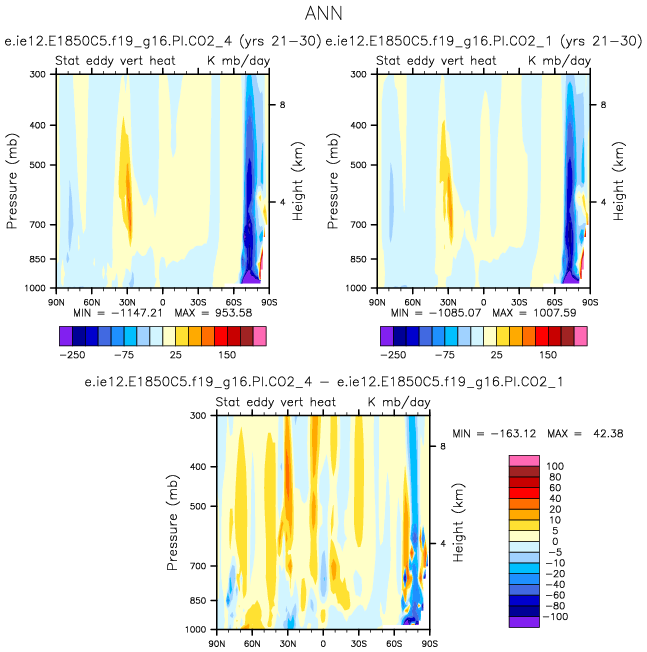 ANN
e.ie12.E1850C5.f19_g16.PI.CO2_4 (yrs 21-30)
e.ie12.E1850C5.f19_g16.PI.CO2_1 (yrs 21-30)
Stat eddy vert heat K mb/day
300
400
500
700
850
1000
Pressure (mb)
8
4
Height (km)
90N 60N 30N 0 30S 60S 90S
MIN = -1147.21 MAX = 953.58
-250 -75 -25 25 150
Stat eddy vert heat K mb/day
300
400
500
700
850
1000
Pressure (mb)
8
4
Height (km)
90N 60N 30N 0 30S 60S 90S
MIN = -1085.07 MAX = 1007.59
-250 -75 -25 25 150
e.ie12.E1850C5.f19_g16.PI.CO2_4 - e.ie12.E1850C5.f19_g16.PI.CO2_1
Stat eddy vert heat K mb/day
300
400
500
700
850
1000
Pressure (mb)
8
4
Height (km)
90N 60N 30N 0 30S 60S 90S
MIN = -163.12 MAX = 42.38
100
80
60
40
20
10
5
0
-5
-10
-20
-40
-60
-80
-100